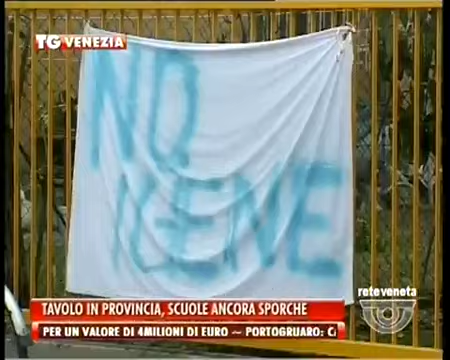 TG VENEZIA
NO
IGENE
reteveneta
TAVOLO IN PROVINCIA, SCUOLE ANCORA SPORCHE
PER UN VALORE DI 4MILIONI DI EURO ~ PORTOGRUARO: